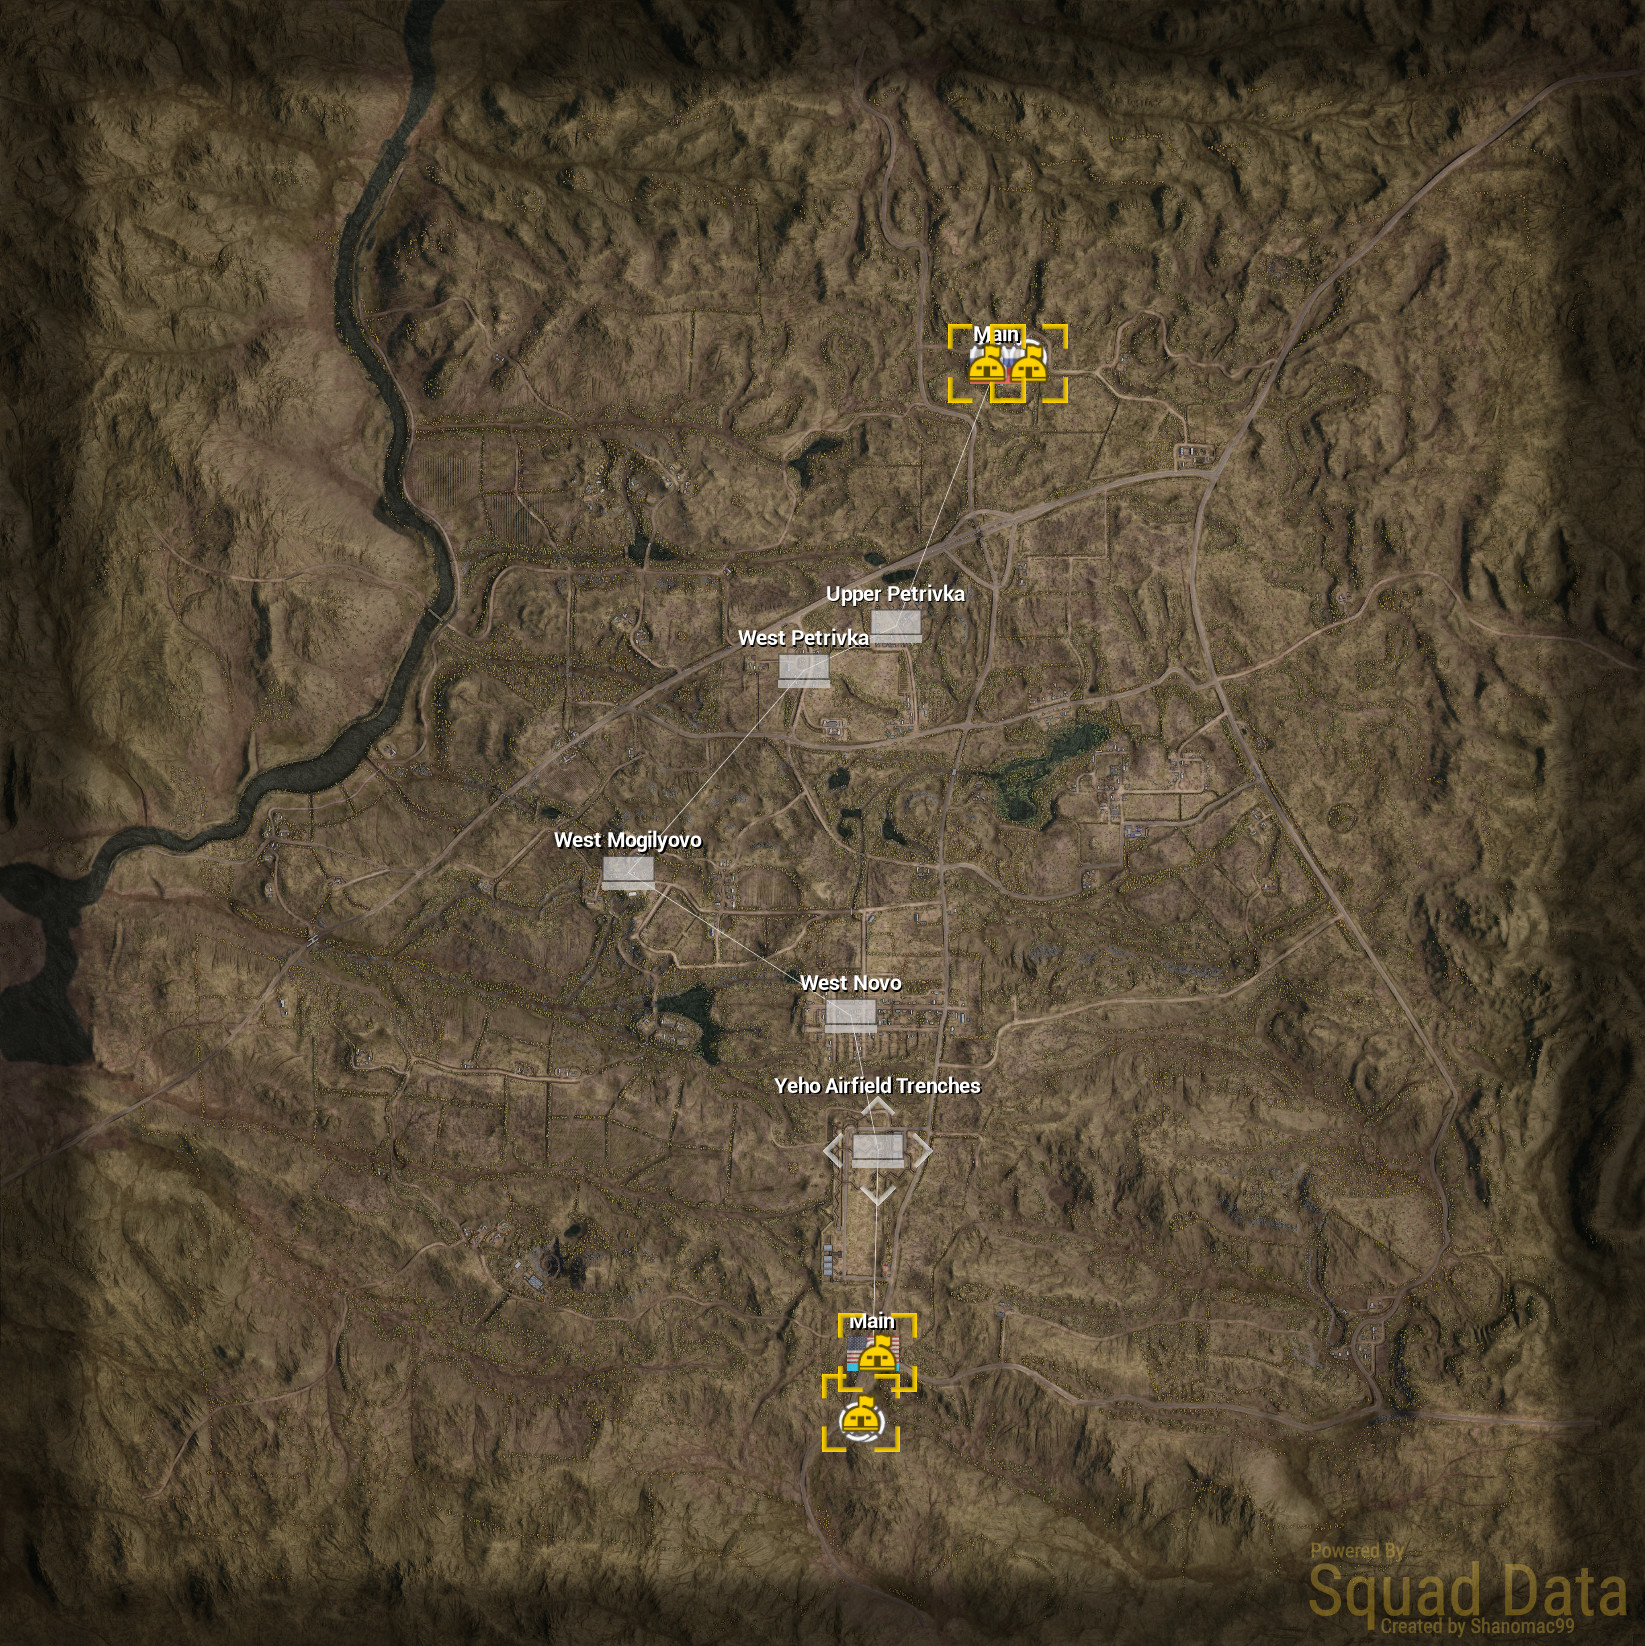 Main
Upper Petrivka
West Petrivka
West Mogilyovo
West Novo
Yeho Airfield Trenches
Main
Powered By
Squad Data
Created by Shanomac99